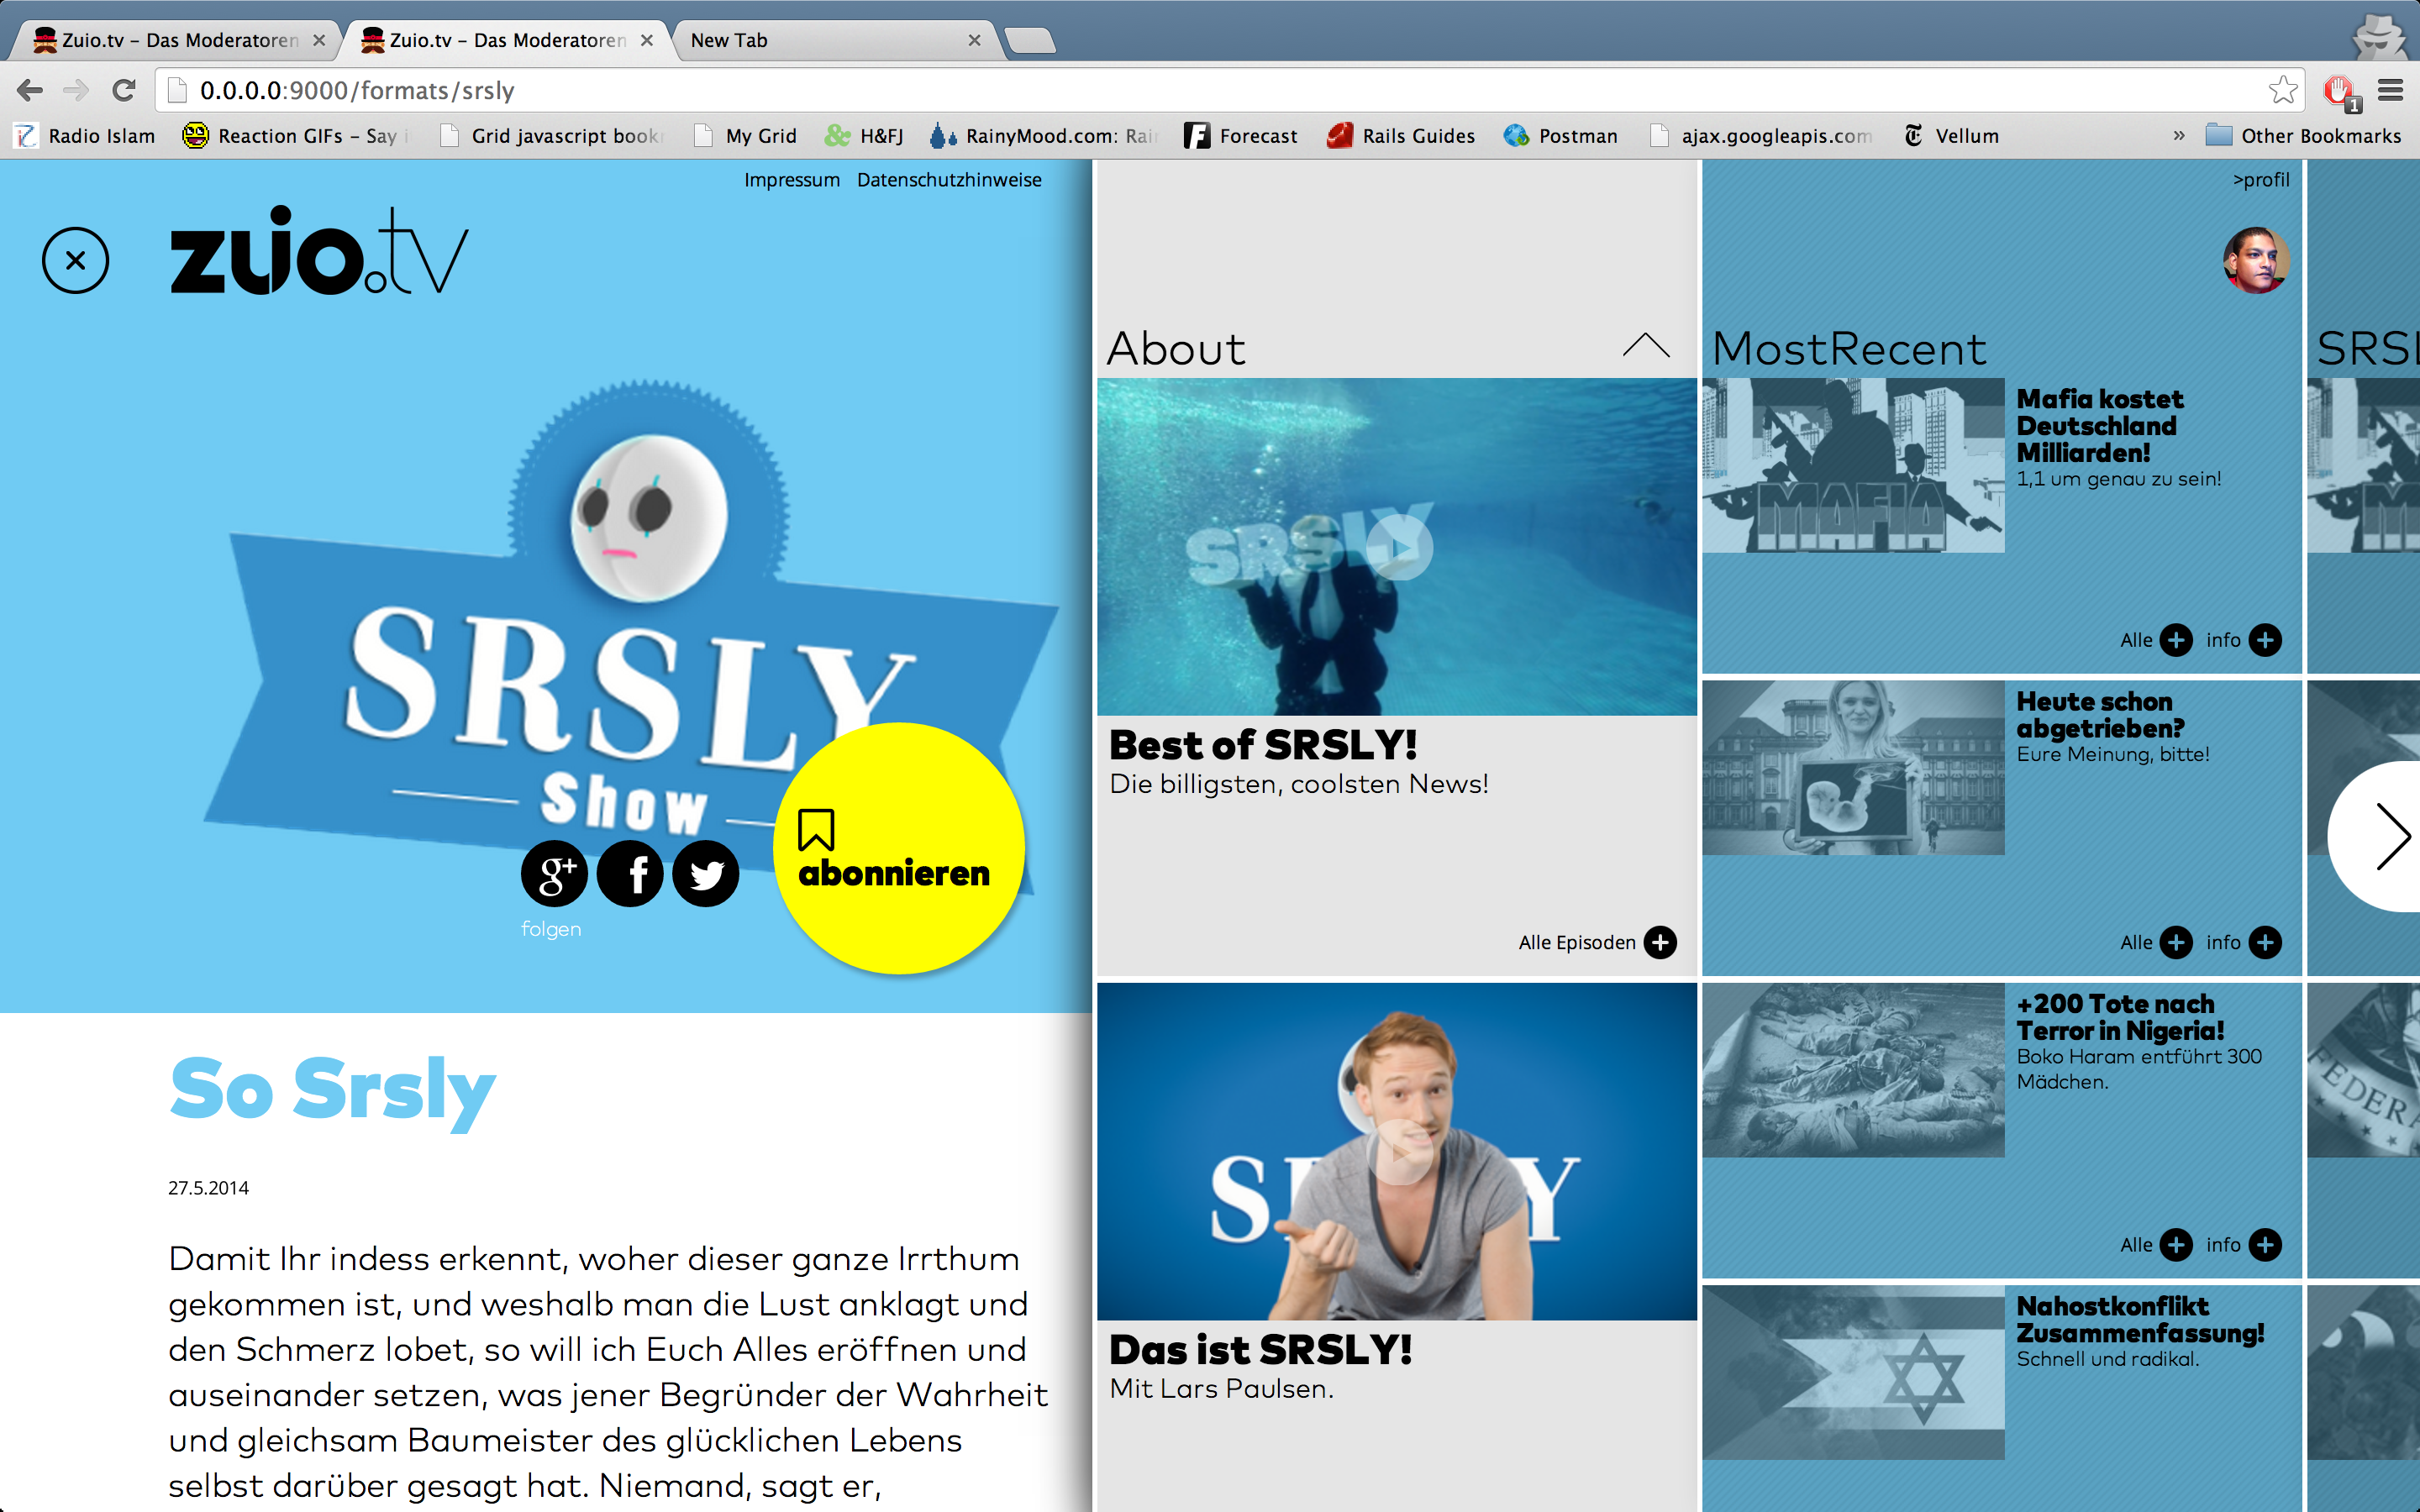 Zuio.tv – Das Moderatoren
Zuio.tv – Das Moderatoren
New Tab
0.0.0.0:9000/formats/srsly
1
Radio Islam
Reaction GIFs – Say
Grid javascript book
My Grid
H&FJ
RainyMood.com: Rai
Forecast
Rails Guides
Postman
ajax.googleapis.com
Vellum
»
Other Bookmarks
Impressum Datenschutzhinweise
zuio.tv
SRSLY
Show
g+ f
folgen
abonnieren
So Srsly
27.5.2014
Damit Ihr indess erkennt, woher dieser ganze Irrthum
gekommen ist, und weshalb man die Lust anklagt und
den Schmerz lobet, so will ich Euch Alles eröffnen und
auseinander setzen, was jener Begründer der Wahrheit
und gleichsam Baumeister des glücklichen Lebens
selbst darüber gesagt hat. Niemand, sagt er,
About
SRSLY
Best of SRSLY!
Die billigsten, coolsten News!
Alle Episoden
S LY
Das ist SRSLY!
Mit Lars Paulsen.
>profil
MostRecent
MAFIA
Mafia kostet
Deutschland
Milliarden!
1,1 um genau zu sein!
Alle info
Heute schon
abgetrieben?
Eure Meinung, bitte!
Alle info
+200 Tote nach
Terror in Nigeria!
Boko Haram entführt 300
Mädchen.
Alle info
Nahostkonflikt
Zusammenfassung!
Schnell und radikal.
SRSL
M
FEDER